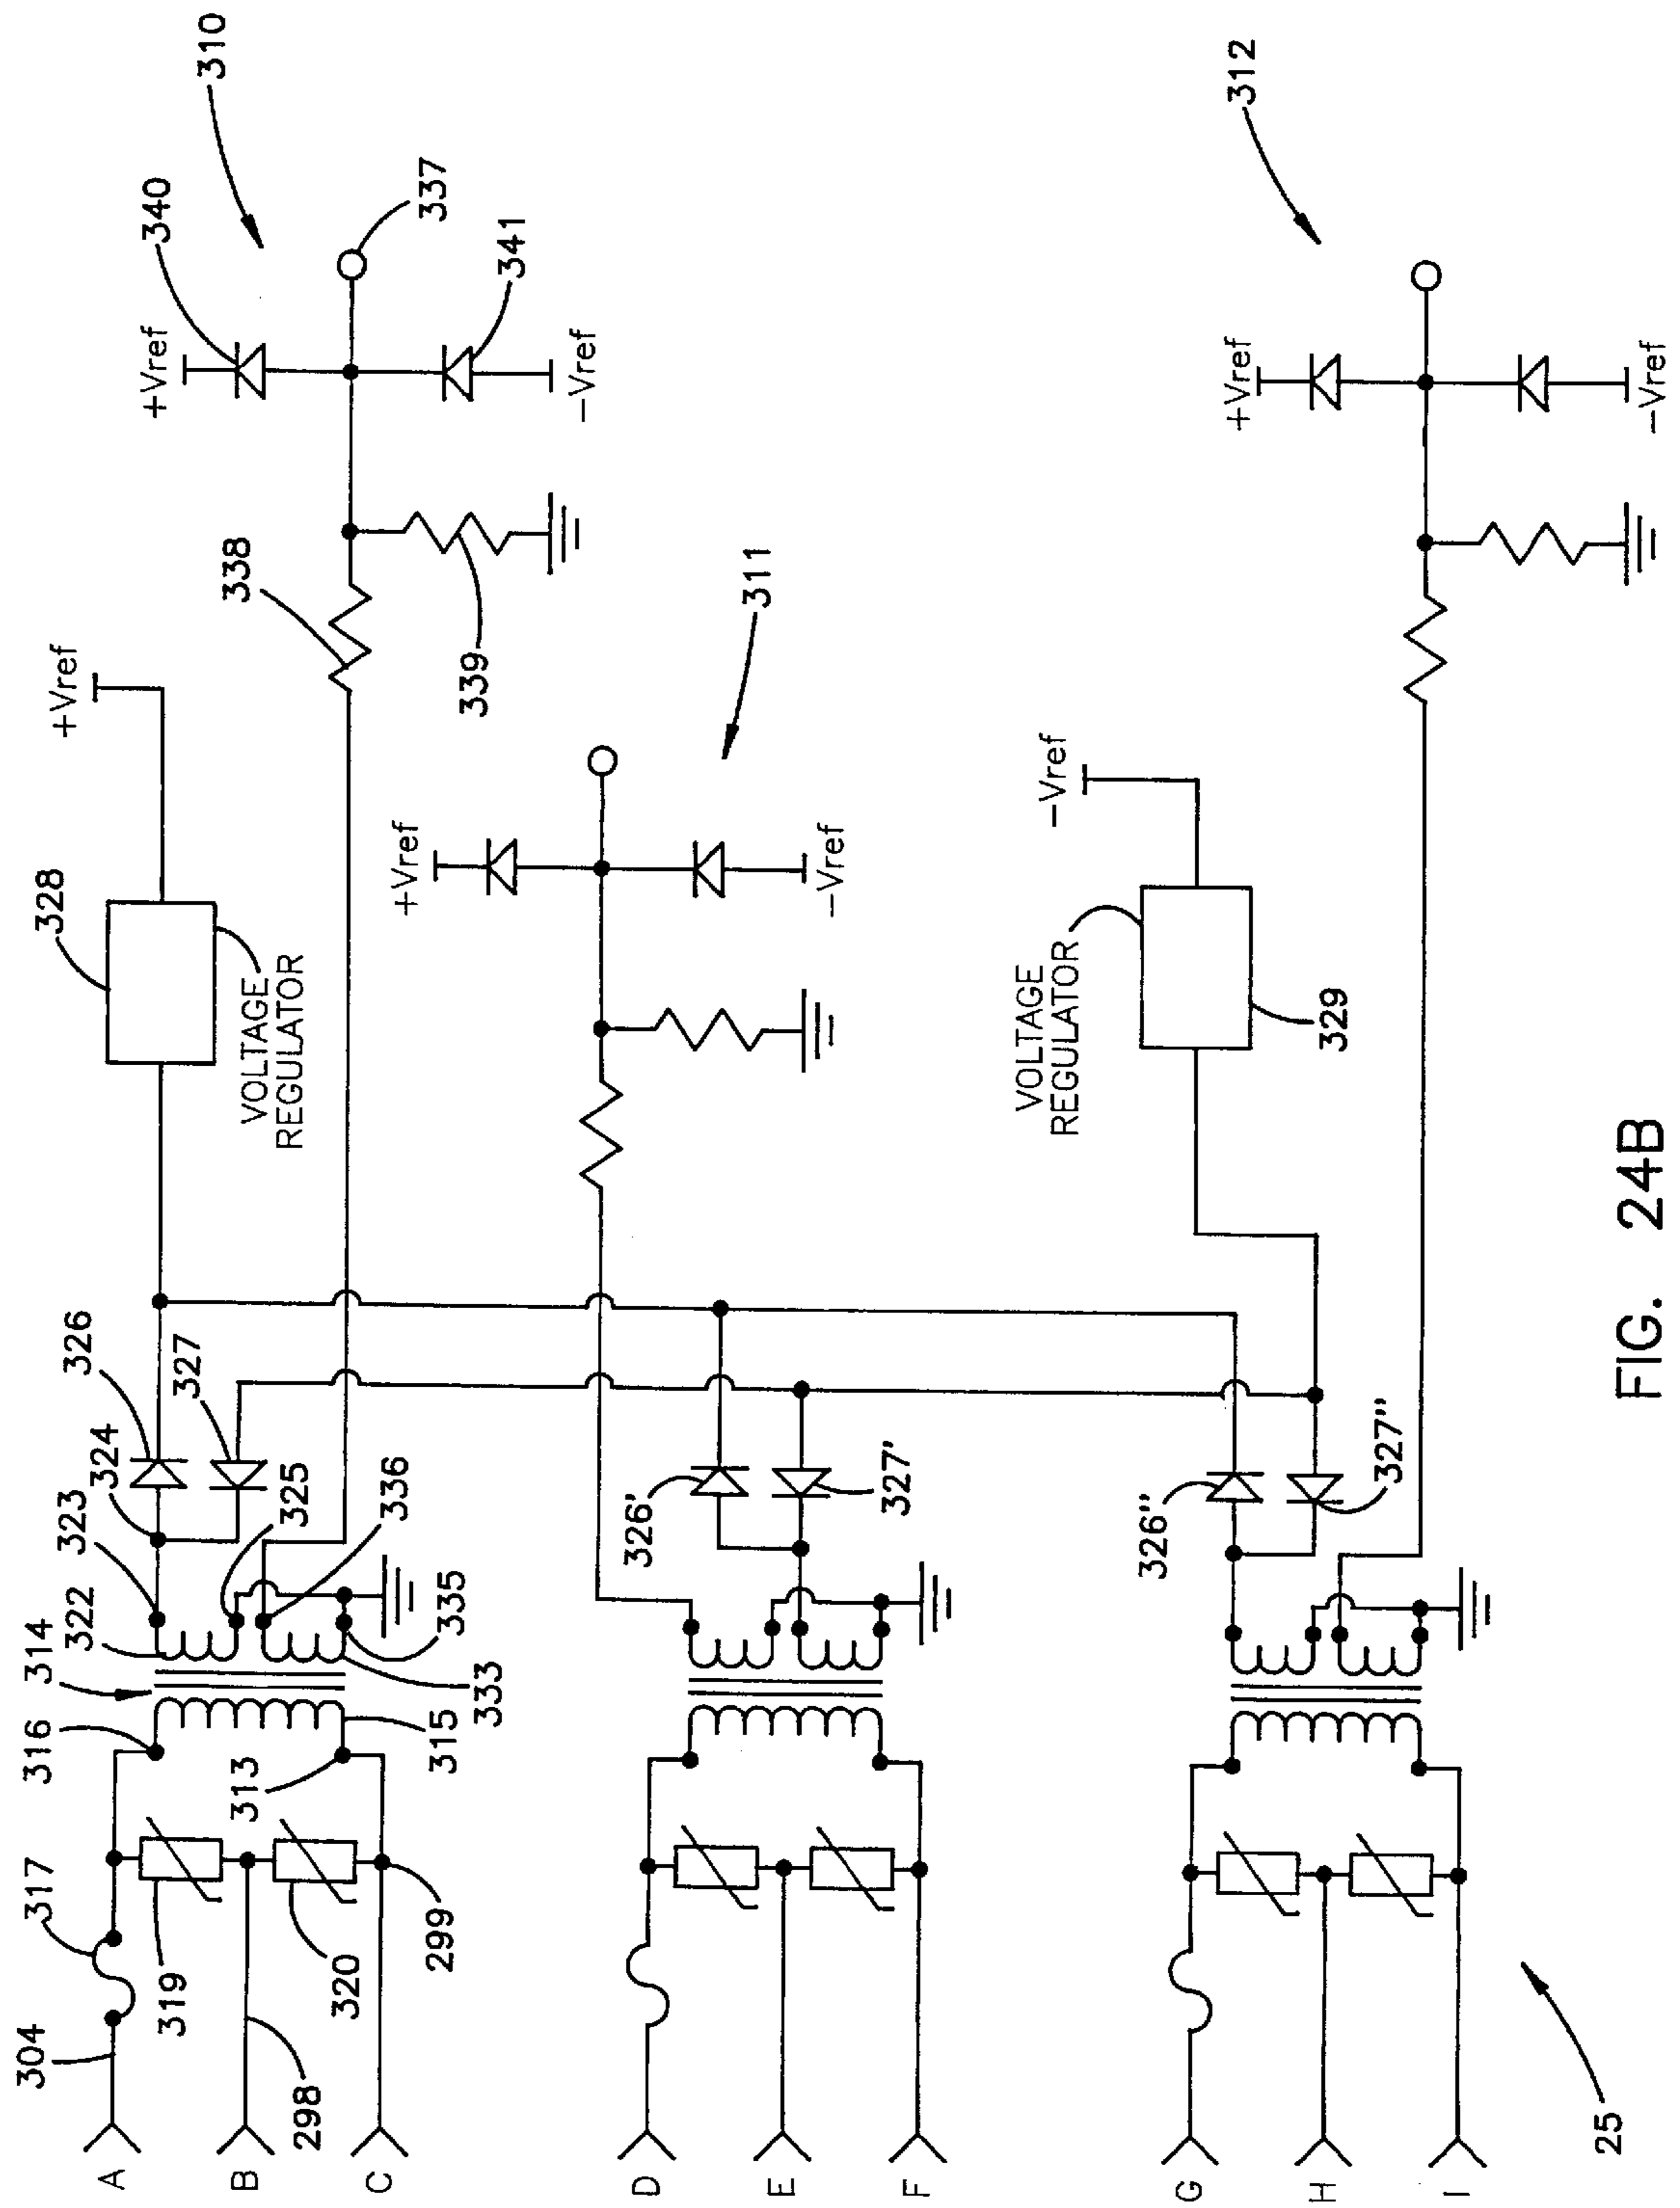 310
340
+Vref
337
341
-Vref
338
339
+Vref
328
VOLTAGE
REGULATOR
326
327
324
325
323
322
336
335
333
314
316
315
313
317
319
320
299
304
298
A
B
C
311
+Vref
-Vref
326'
327'
D
E
F
312
+Vref
-Vref
-Vref
VOLTAGE
REGULATOR
329
326"
327"
G
H
I
25
FIG. 24B